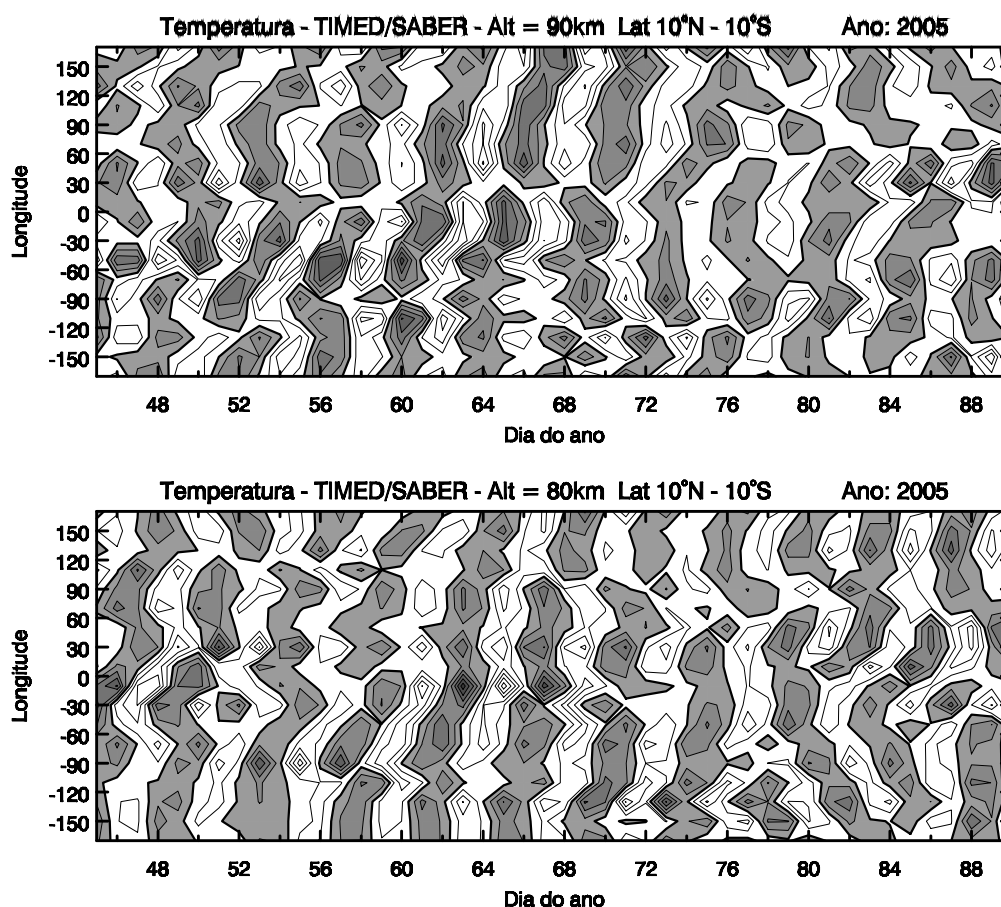 Temperatura - TIMED/SABER - Alt = 90km Lat 10°N - 10°S Ano: 2005
150
120
90
60
30
0
-30
-60
-90
-120
-150
Longitude
48 52 56 60 64 68 72 76 80 84 88
Dia do ano
Temperatura - TIMED/SABER - Alt = 80km Lat 10°N - 10°S Ano: 2005
150
120
90
60
30
0
-30
-60
-90
-120
-150
Longitude
48 52 56 60 64 68 72 76 80 84 88
Dia do ano